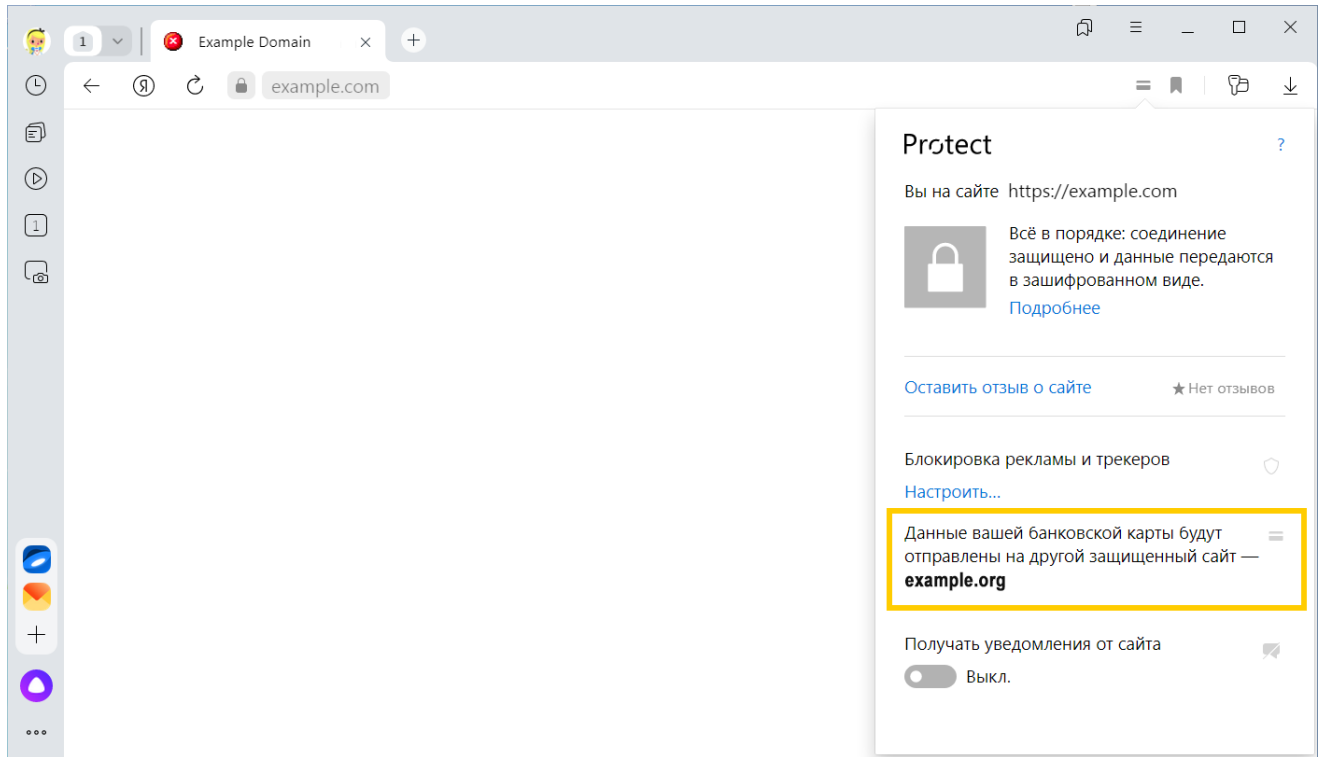 1
Example Domain
Я
example.com
1
Protect
?
Вы на сайте https://example.com
Всё в порядке: соединение
защищено и данные передаются
в зашифрованном виде.
Подробнее
Оставить отзыв о сайте
Нет отзывов
Блокировка рекламы и трекеров
Настроить...
Данные вашей банковской карты будут
отправлены на другой защищенный сайт —
example.org
Получать уведомления от сайта
Выкл.